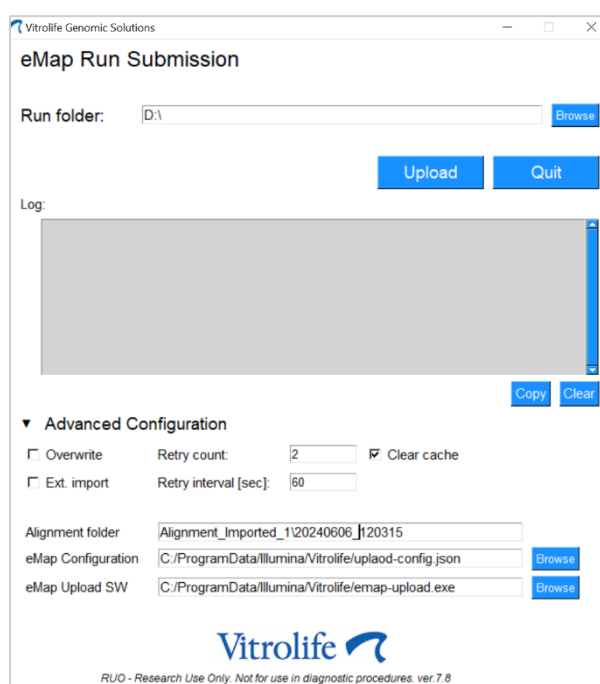 Vitrolife Genomic Solutions
eMap Run Submission
Run folder: D:\ Browse
Upload Quit
Log:
Copy Clear
▼ Advanced Configuration
Overwrite Retry count: 2 Clear cache
Ext. import Retry interval [sec]: 60
Alignment folder Alignment_Imported_1\20240606_120315
eMap Configuration C:/ProgramData/Illumina/Vitrolife/uplaod-config.json Browse
eMap Upload SW C:/ProgramData/Illumina/Vitrolife/emap-upload.exe Browse
Vitrolife
RUO - Research Use Only. Not for use in diagnostic procedures. ver.7.8